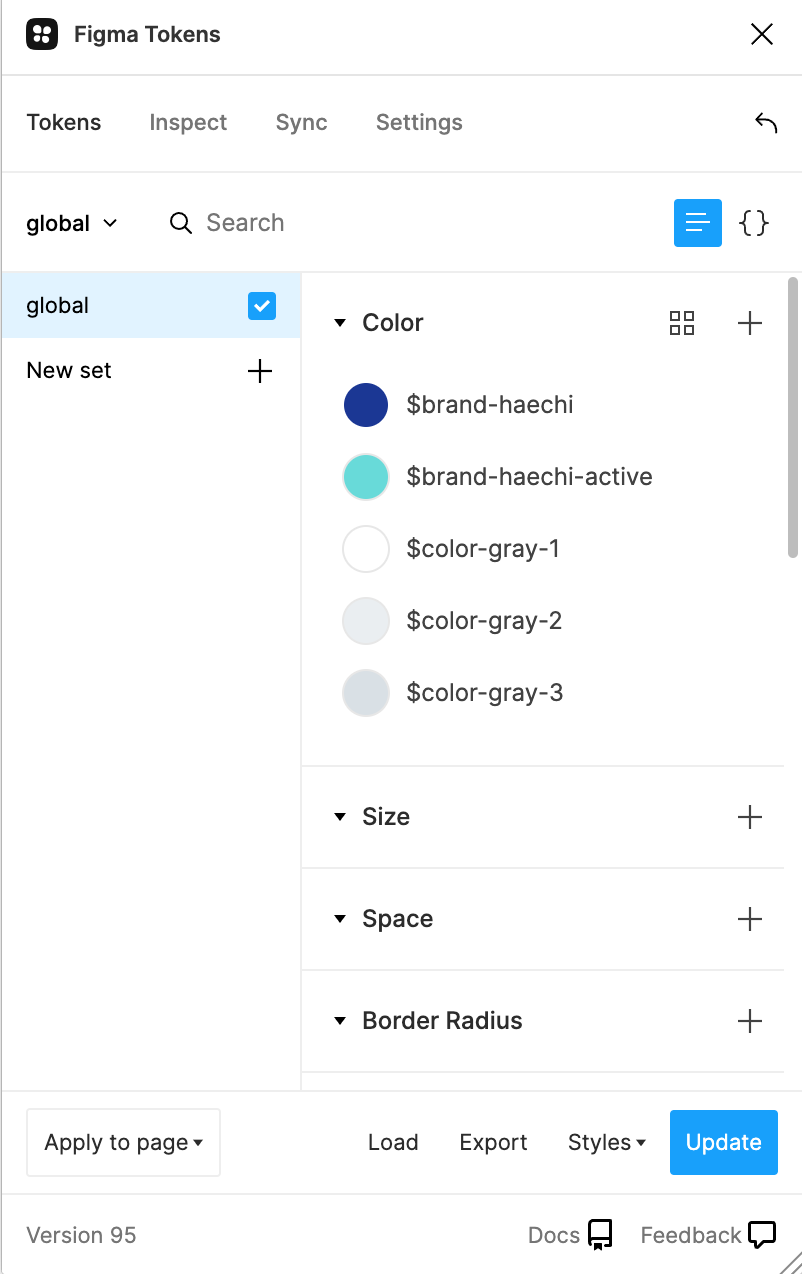 Figma Tokens
Tokens Inspect Sync Settings
global Search {}
global
New set
Color
$brand-haechi
$brand-haechi-active
$color-gray-1
$color-gray-2
$color-gray-3
Size
Space
Border Radius
Apply to page Load Export Styles Update
Version 95 Docs Feedback